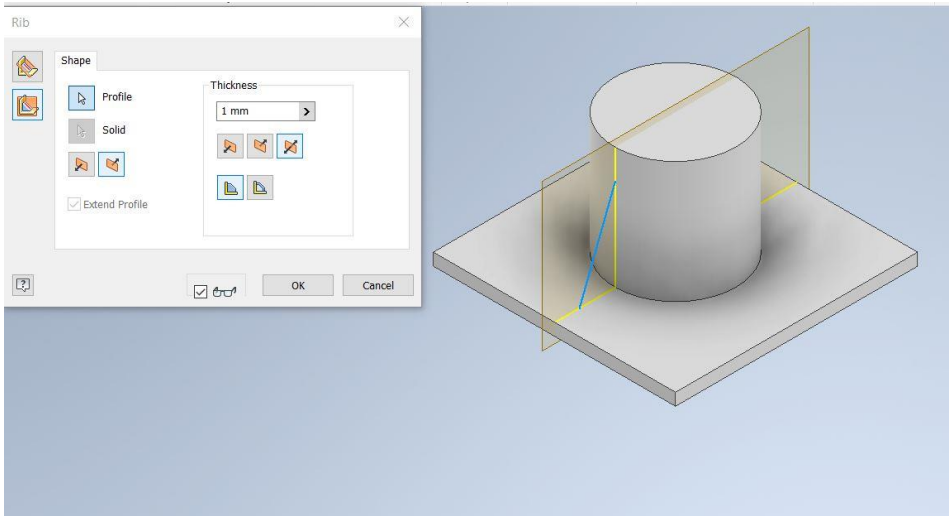 Rib
Shape
Profile
Solid
Extend Profile
Thickness
1 mm
OK
Cancel